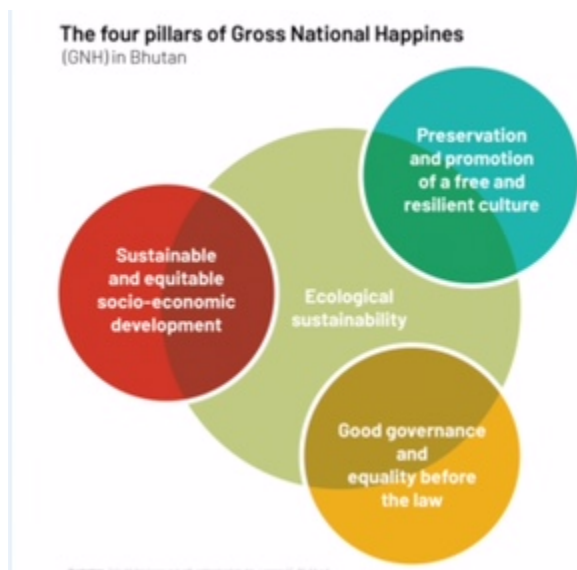 The four pillars of Gross National Happines
(GNH) in Bhutan
Preservation
and promotion
of a free and
resilient culture
Sustainable
and equitable
socio-economic
development
Ecological
sustainability
Good governance
and
equality before
the law